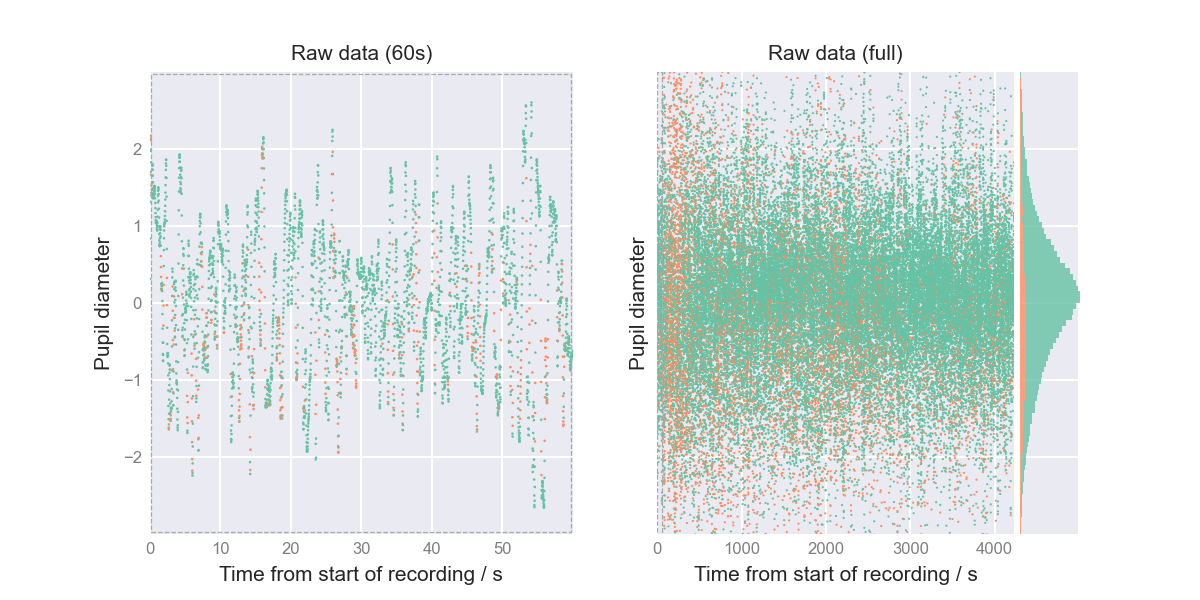 Raw data (60s)
Pupil diameter
2
1
0
−1
−2
0 10 20 30 40 50
Time from start of recording / s
Raw data (full)
Pupil diameter
0 1000 2000 3000 4000
Time from start of recording / s